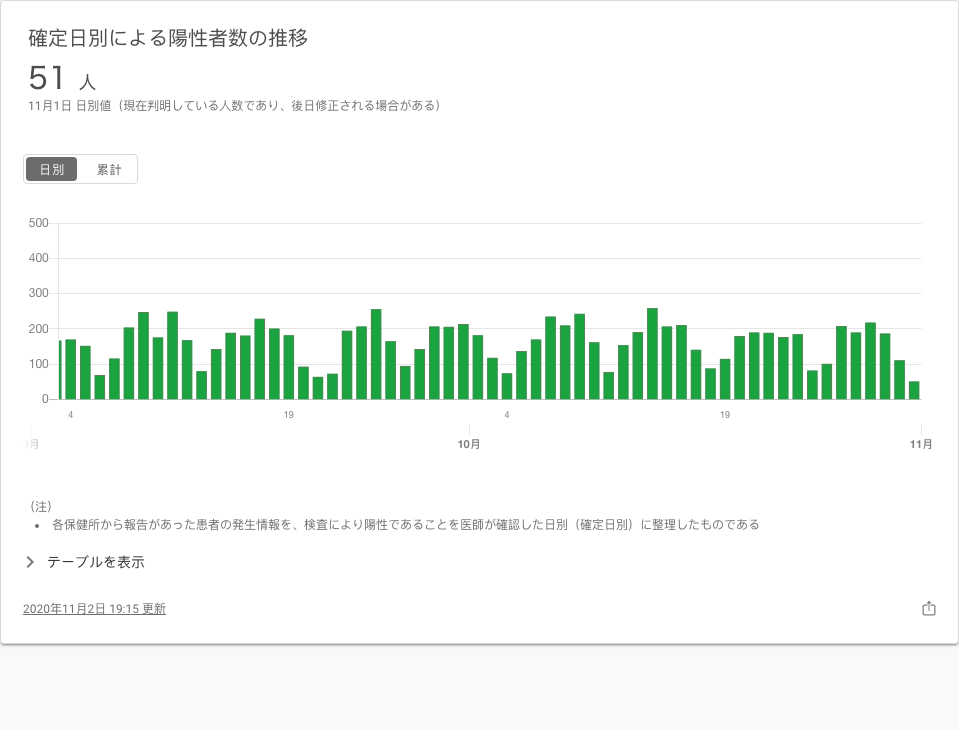 確定日別による陽性者数の推移
51 人
11月1日 日別値（現在判明している人数であり、後日修正される場合がある）
日別 累計
500
400
300
200
100
0
4 19 4 19
月 10月 11月
（注）
• 各保健所から報告があった患者の発生情報を、検査により陽性であることを医師が確認した日別（確定日別）に整理したものである
テーブルを表示
2020年11月2日 19:15 更新